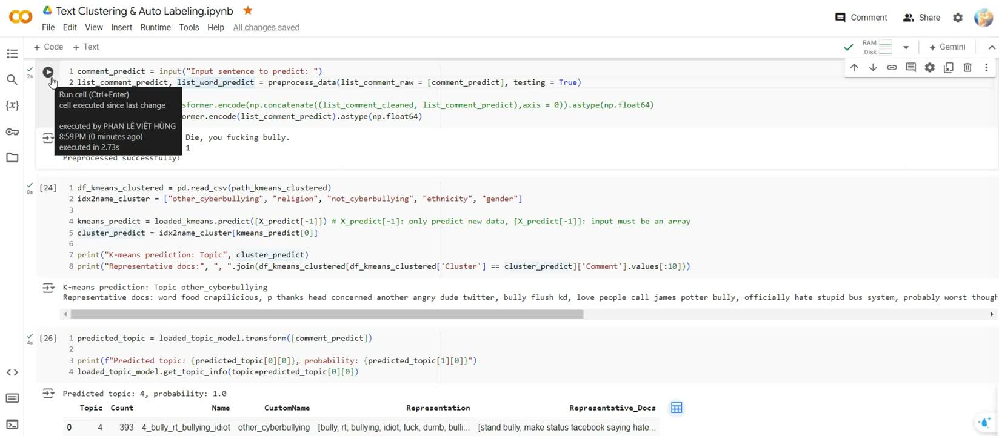 Text Clustering & Auto Labeling.ipynb
File Edit View Insert Runtime Tools Help All changes saved
Comment Share
+ Code + Text
RAM
Disk
Gemini
2s
1 comment_predict = input("Input sentence to predict: ")
2 list_comment_predict, list_word_predict = preprocess_data(list_comment_raw = [comment_predict], testing = True)
Run cell (Ctrl+Enter)
cell executed since last change
executed by PHAN LÊ VIỆT HÙNG
8:59 PM (0 minutes ago)
executed in 2.73s
sformer.encode(np.concatenate((list_comment_cleaned, list_comment_predict),axis = 0)).astype(np.float64)
ormer.encode(list_comment_predict).astype(np.float64)
Die, you fucking bully.
1
Preprocessed successfully!
0s
[24]
1 df_kmeans_clustered = pd.read_csv(path_kmeans_clustered)
2 idx2name_cluster = ["other_cyberbullying", "religion", "not_cyberbullying", "ethnicity", "gender"]
3
4 kmeans_predict = loaded_kmeans.predict([X_predict[-1]]) # X_predict[-1]: only predict new data, [X_predict[-1]]: input must be an array
5 cluster_predict = idx2name_cluster[kmeans_predict[0]]
6
7 print("K-means prediction: Topic", cluster_predict)
8 print("Representative docs:", ", ".join(df_kmeans_clustered[df_kmeans_clustered['Cluster'] == cluster_predict]['Comment'].values[:10]))
K-means prediction: Topic other_cyberbullying
Representative docs: word food crapilicious, p thanks head concerned another angry dude twitter, bully flush kd, love people call james potter bully, officially hate stupid bus system, probably worst though
4s
[26]
1 predicted_topic = loaded_topic_model.transform([comment_predict])
2
3 print(f"Predicted topic: {predicted_topic[0][0]}, probability: {predicted_topic[1][0]}")
4 loaded_topic_model.get_topic_info(topic=predicted_topic[0][0])
Predicted topic: 4, probability: 1.0
Topic Count Name CustomName Representation Representative_Docs
0 4 393 4_bully_rt_bullying_idiot other_cyberbullying [bully, rt, bullying, idiot, fuck, dumb, bulli... [stand bully, make status facebook saying hate...